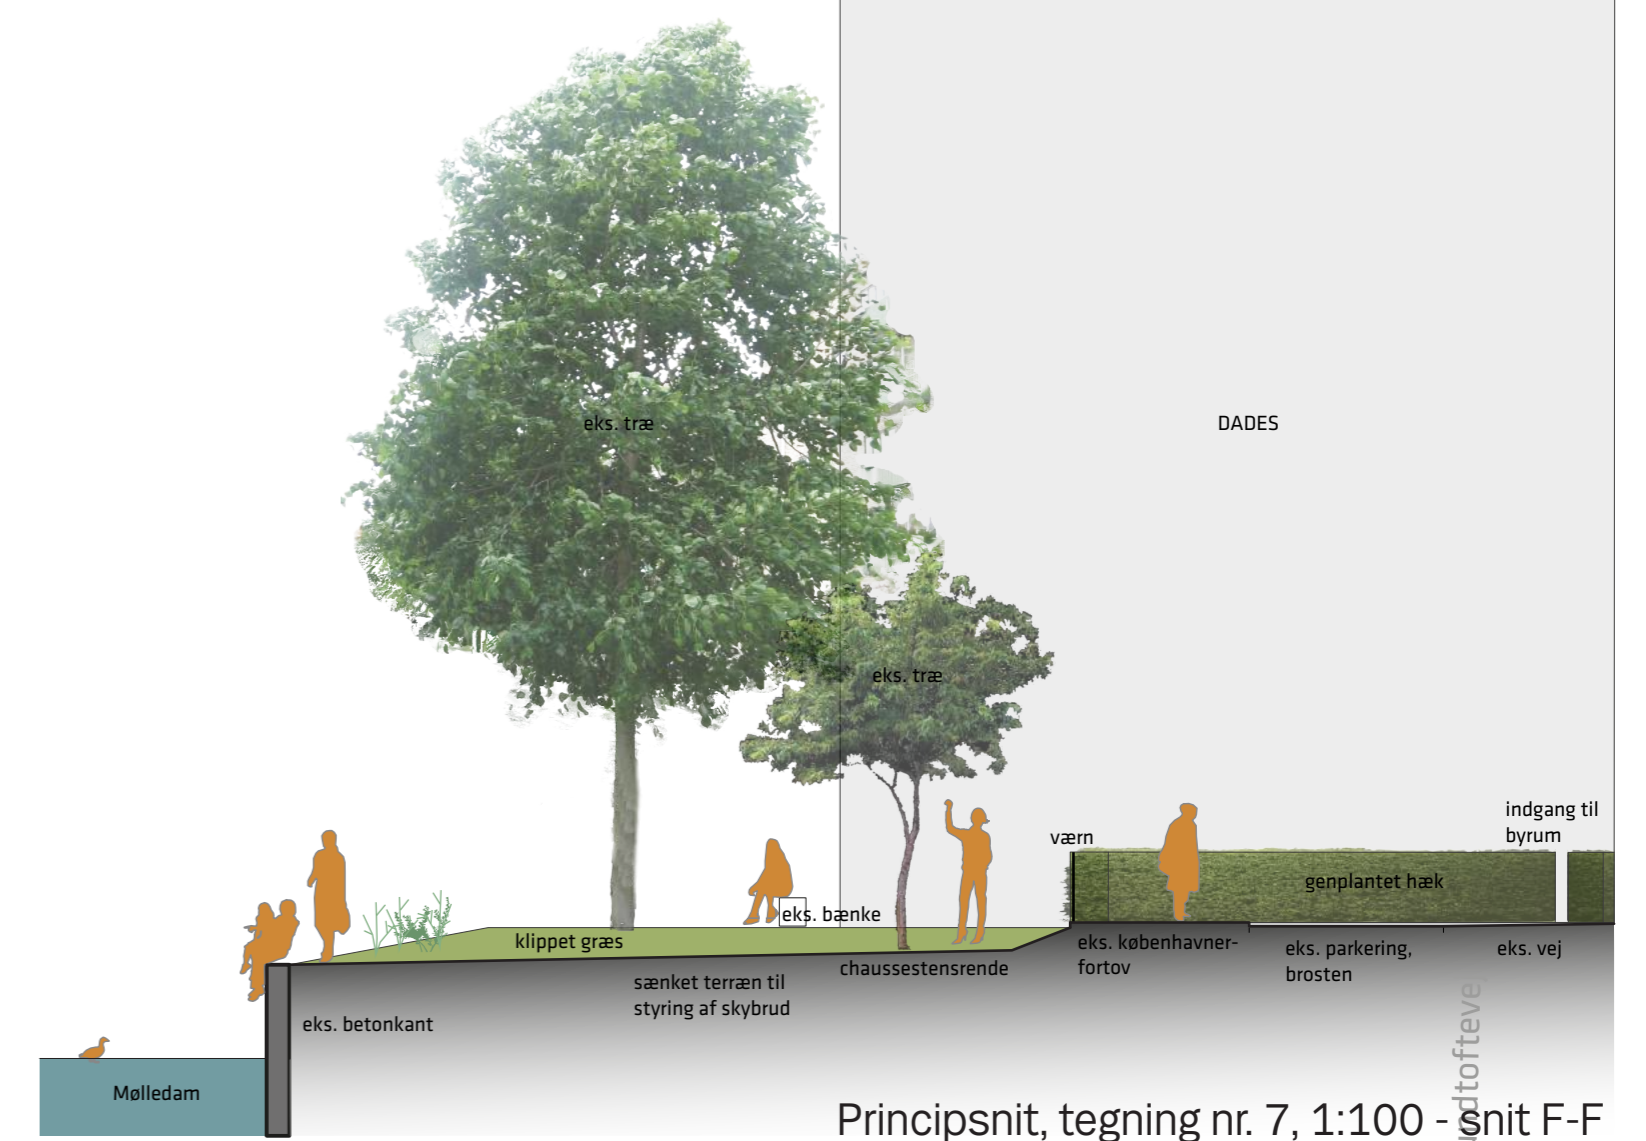 eks. træ
DADES
eks. træ
indgang til
byrum
værn
genplantet hæk
eks. bænke
klippet græs
eks. københavner-
fortov
eks. parkering,
brosten
eks. vej
chaussestensrende
sænket terræn til
styring af skybrud
eks. betonkant
Mølledam
Principsnit, tegning nr. 7, 1:100 - snit F-F